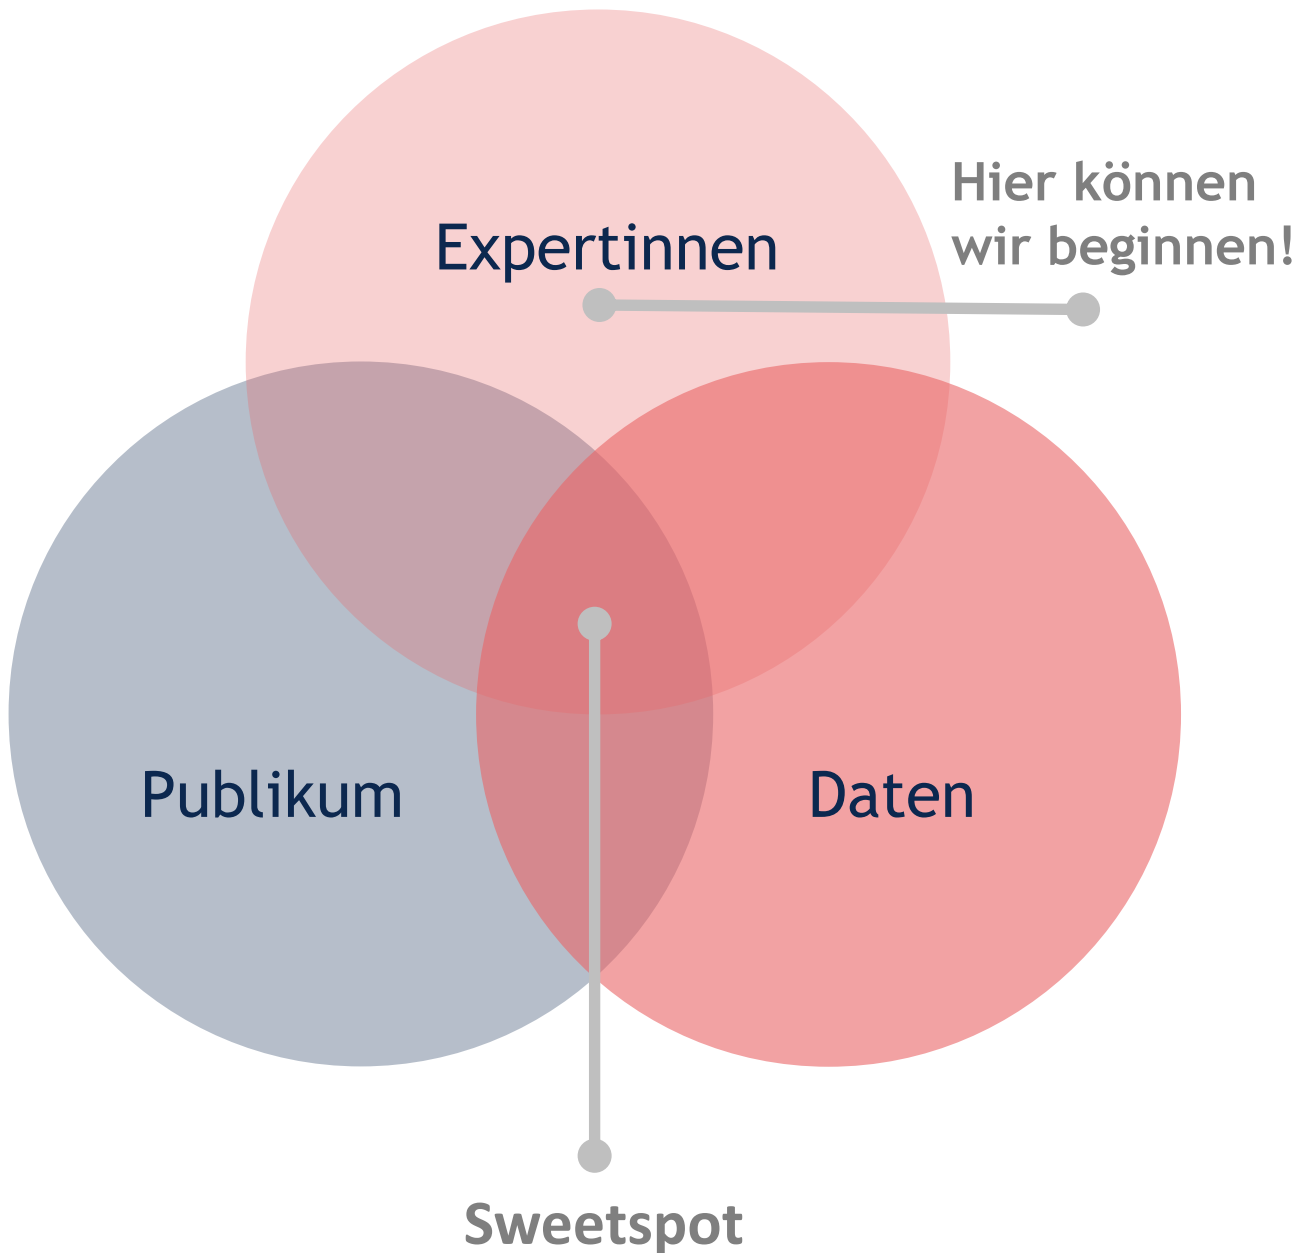 Hier können
wir beginnen!
Expertinnen
Publikum
Daten
Sweetspot